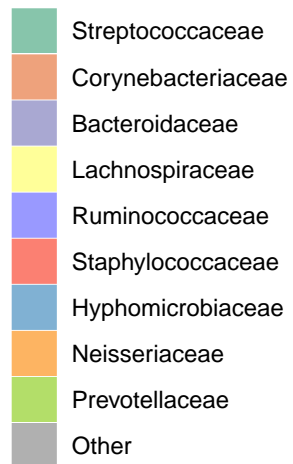 Streptococcaceae
Corynebacteriaceae
Bacteroidaceae
Lachnospiraceae
Ruminococcaceae
Staphylococcaceae
Hyphomicrobiaceae
Neisseriaceae
Prevotellaceae
Other